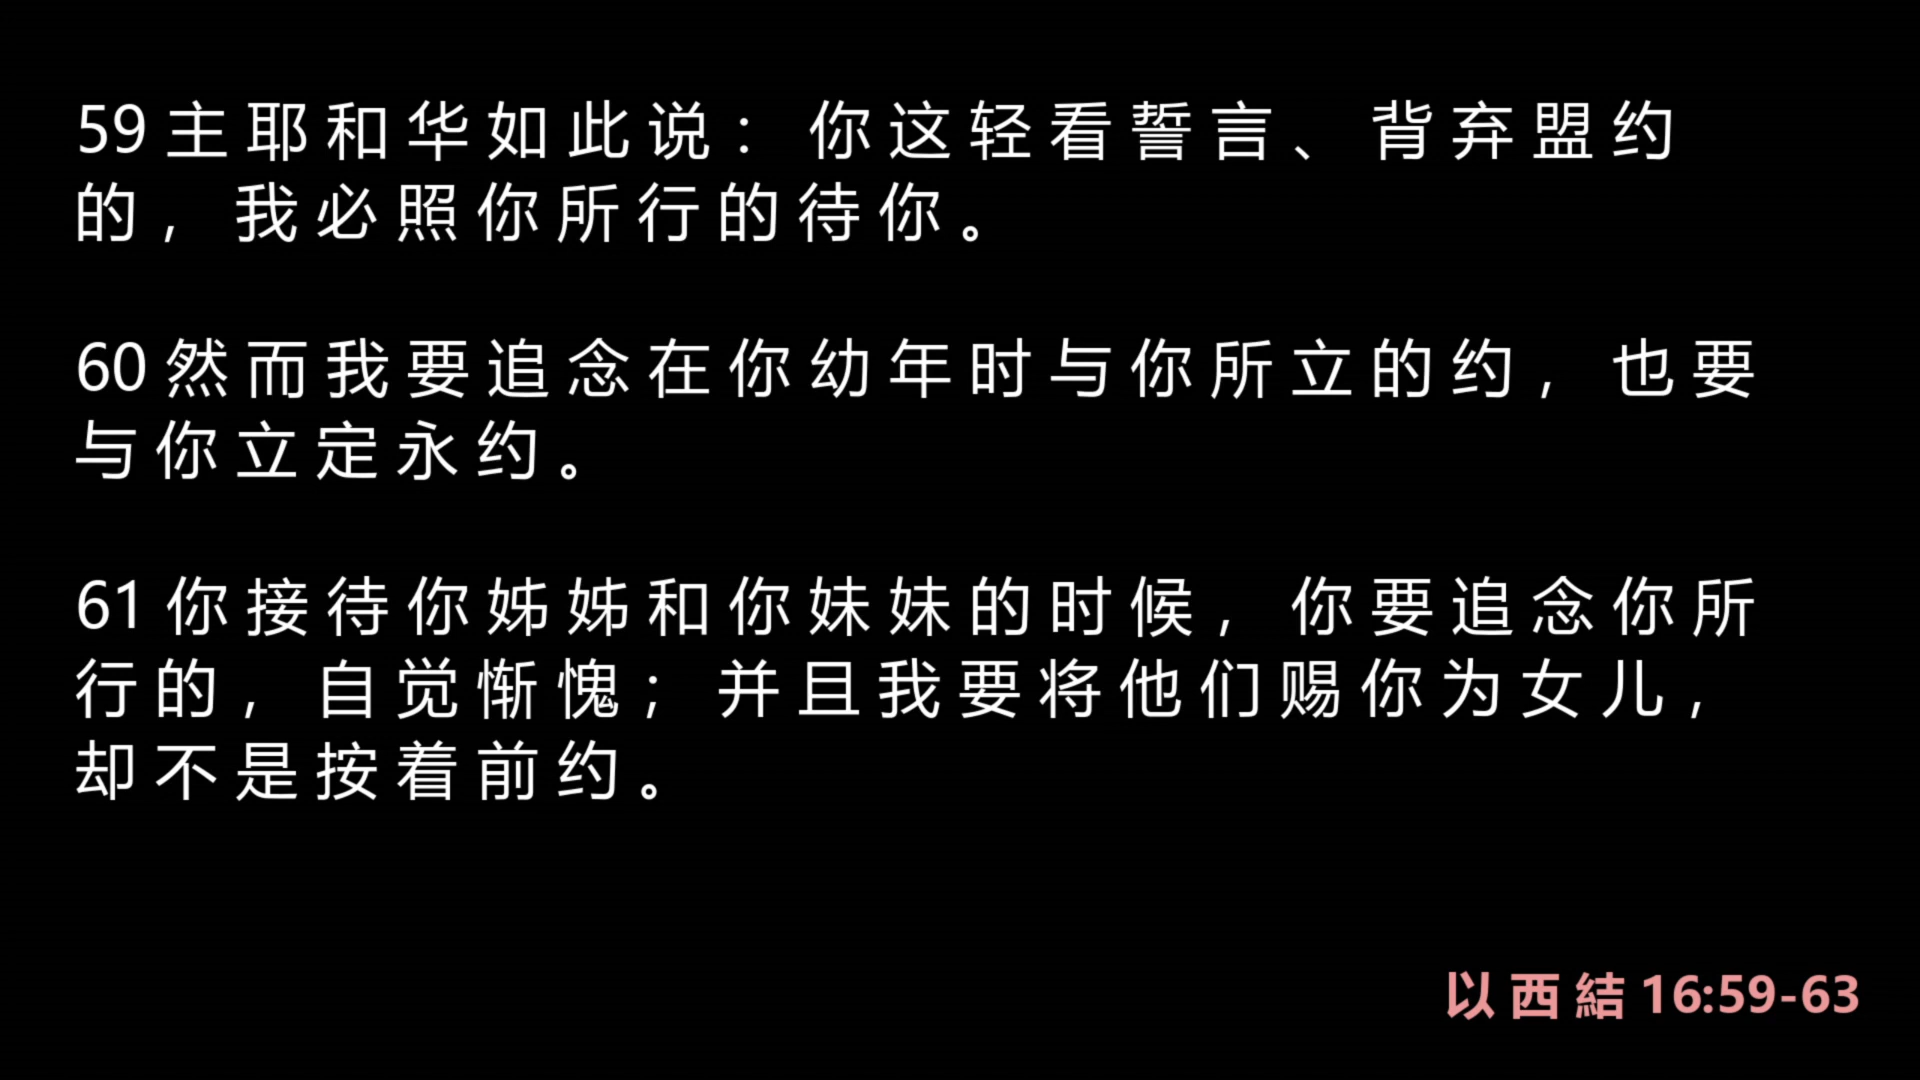 59 主耶和华如此说：你这轻看誓言、背弃盟约
的，我必照你所行的待你。
60 然而我要追念在你幼年时与你所立的约，也要
与你立定永约。
61 你接待你姊姊和你妹妹的时候，你要追念你所
行的，自觉惭愧；并且我要将他们赐你为女儿，
却不是按着前约。
以西結 16:59-63